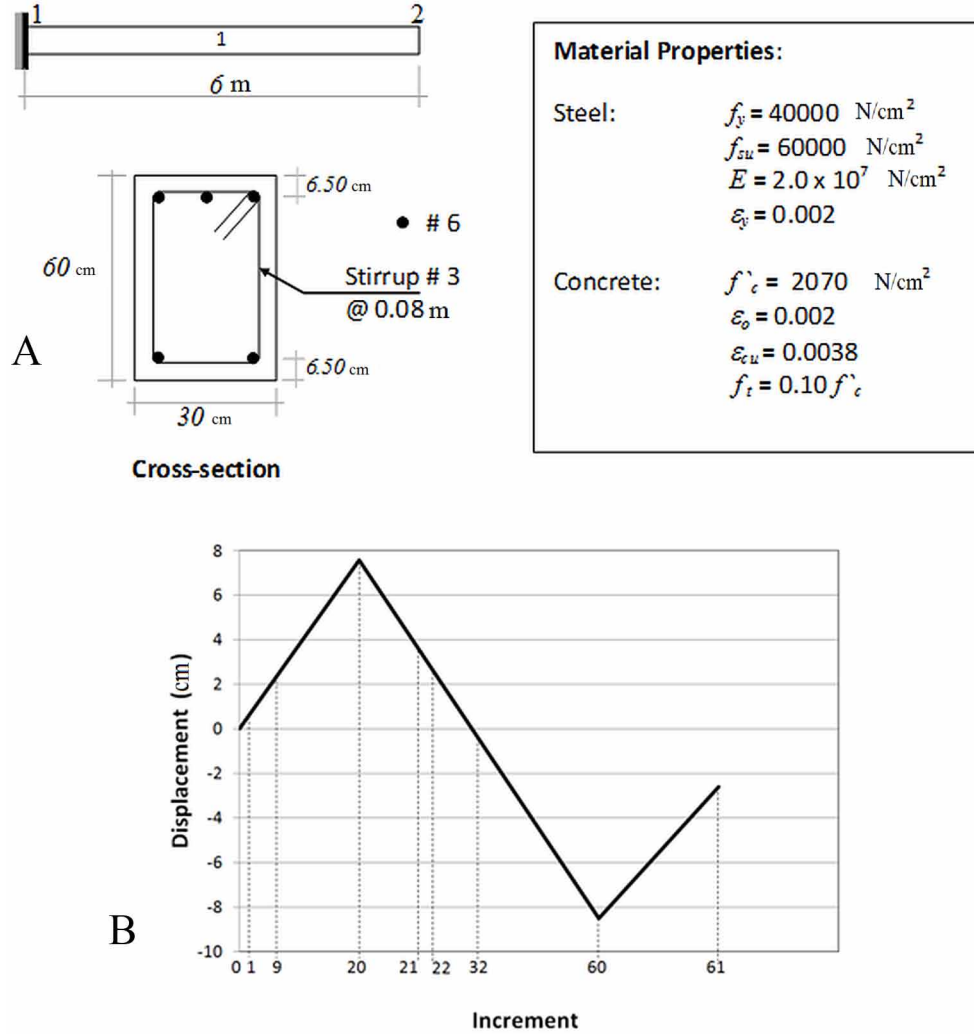 1 2
1
6 m
6.50 cm
60 cm
● # 6
Stirrup # 3
@ 0.08 m
A
6.50 cm
30 cm
Cross-section
Material Properties:
Steel: fy = 40000 N/cm²
fsu = 60000 N/cm²
E = 2.0 x 10⁷ N/cm²
εy = 0.002
Concrete: f`c = 2070 N/cm²
εo = 0.002
εcu = 0.0038
ft = 0.10 f`c
B
Displacement (cm)
8
6
4
2
0
-2
-4
-6
-8
-10
0 1 9 20 21 22 32 60 61
Increment